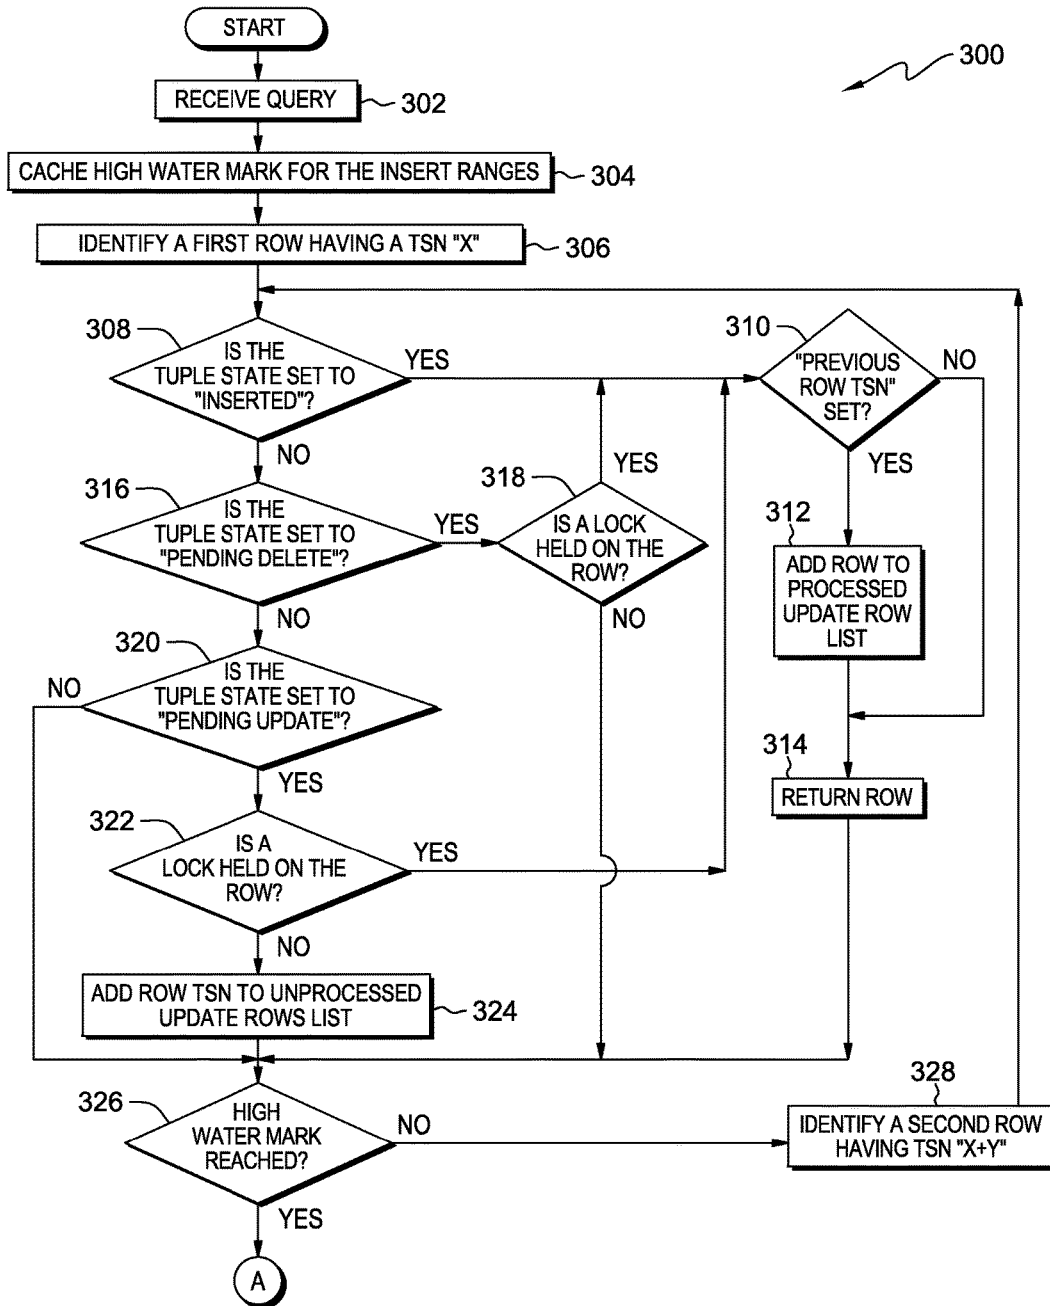 START
300
RECEIVE QUERY
302
CACHE HIGH WATER MARK FOR THE INSERT RANGES
304
IDENTIFY A FIRST ROW HAVING A TSN "X"
306
308
IS THE
TUPLE STATE SET TO
"INSERTED"?
YES
NO
310
"PREVIOUS
ROW TSN"
SET?
NO
YES
316
IS THE
TUPLE STATE SET TO
"PENDING DELETE"?
YES
NO
318
IS A LOCK
HELD ON THE
ROW?
YES
NO
312
ADD ROW TO
PROCESSED
UPDATE ROW
LIST
320
IS THE
TUPLE STATE SET TO
"PENDING UPDATE"?
NO
YES
314
RETURN ROW
322
IS A
LOCK HELD ON THE
ROW?
YES
NO
ADD ROW TSN TO UNPROCESSED
UPDATE ROWS LIST
324
326
HIGH
WATER MARK
REACHED?
NO
YES
328
IDENTIFY A SECOND ROW
HAVING TSN "X+Y"
A